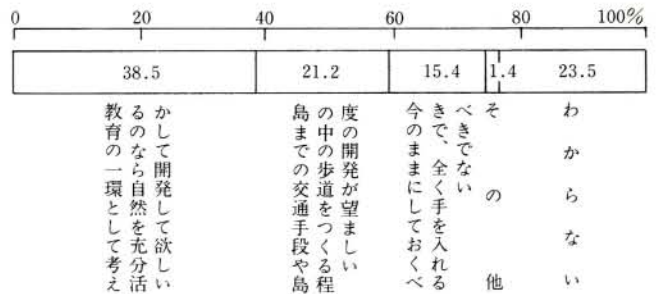 0 20 40 60 80 100%
38.5 21.2 15.4 1.4 23.5
教育の一環として考え
るのなら自然を充分活
かして開発して欲しい
島までの交通手段や島
の中の歩道をつくる程
度の開発が望ましい
今のままにしておくべ
きで、全く手を入れる
べきでない
その他
わからない